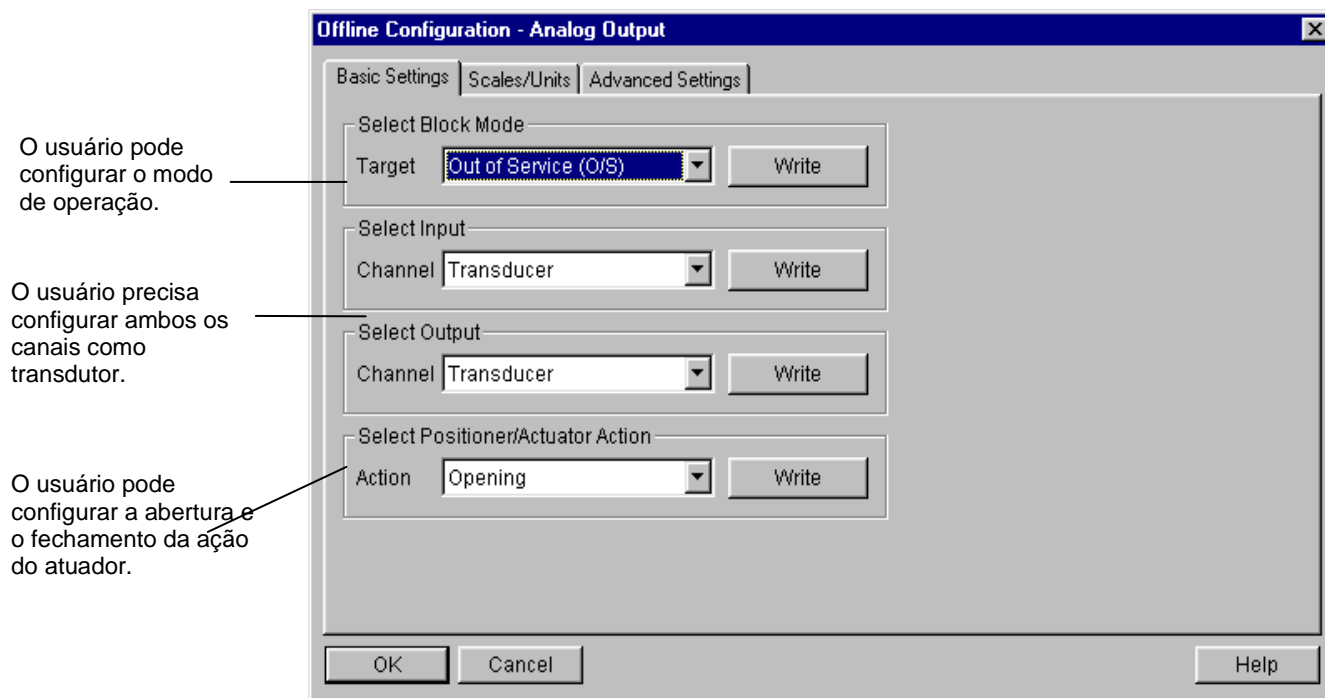 Offline Configuration - Analog Output
Basic Settings
Scales/Units
Advanced Settings
Select Block Mode
Target
Out of Service (O/S)
Write
Select Input
Channel
Transducer
Write
Select Output
Channel
Transducer
Write
Select Positioner/Actuator Action
Action
Opening
Write
OK
Cancel
Help
O usuário pode
configurar o modo
de operação.
O usuário precisa
configurar ambos os
canais como
transdutor.
O usuário pode
configurar a abertura e
o fechamento da ação
do atuador.